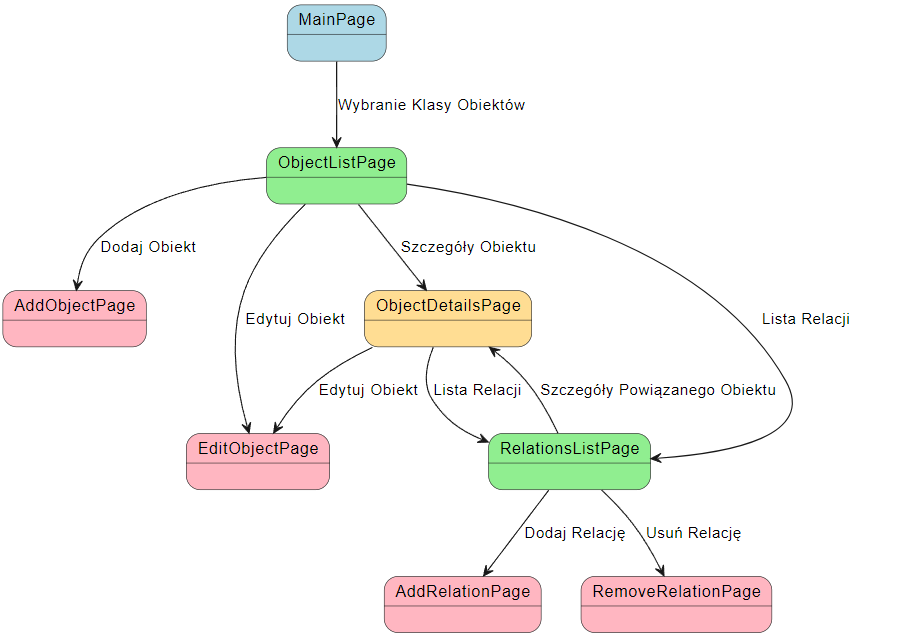 MainPage
Wybranie Klasy Obiektów
ObjectListPage
Dodaj Obiekt
Szczegóły Obiektu
AddObjectPage
ObjectDetailsPage
Edytuj Obiekt
Lista Relacji
Edytuj Obiekt
Lista Relacji
Szczegóły Powiązanego Obiektu
EditObjectPage
RelationsListPage
Dodaj Relację
Usuń Relację
AddRelationPage
RemoveRelationPage